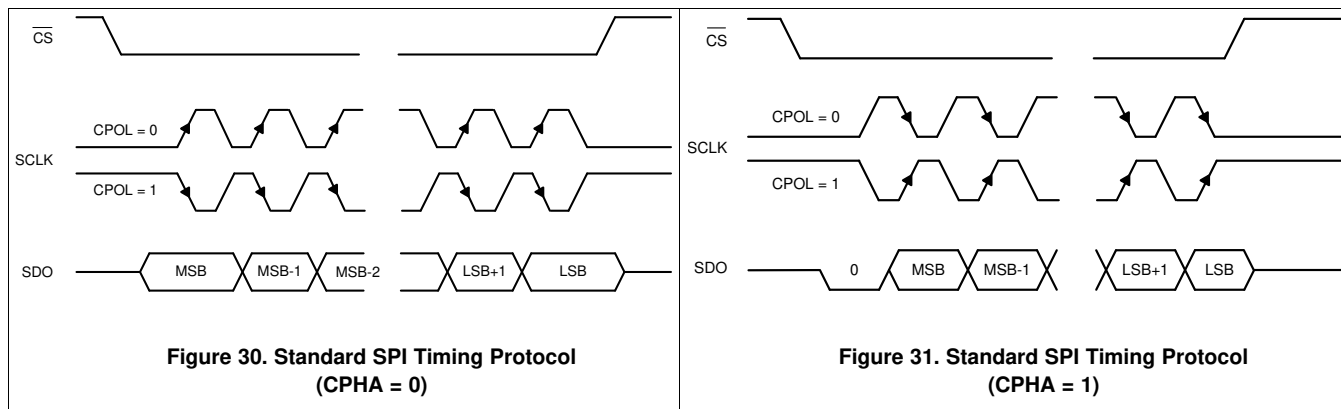 CS
CPOL = 0
SCLK
CPOL = 1
SDO
MSB
MSB-1
MSB-2
LSB+1
LSB
Figure 30. Standard SPI Timing Protocol
(CPHA = 0)
CS
CPOL = 0
SCLK
CPOL = 1
SDO
0
MSB
MSB-1
LSB+1
LSB
Figure 31. Standard SPI Timing Protocol
(CPHA = 1)